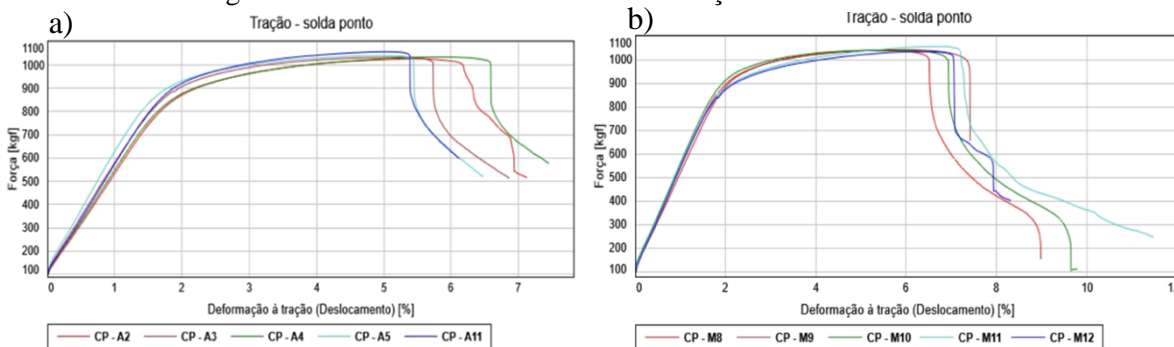 a)
Tração - solda ponto
Força [kgf]
1100
1000
900
800
700
600
500
400
300
200
100
0 1 2 3 4 5 6 7
Deformação à tração (Deslocamento) [%]
CP - A2 CP - A3 CP - A4 CP - A5 CP - A11
b)
Tração - solda ponto
Força [kgf]
1100
1000
900
800
700
600
500
400
300
200
100
0 2 4 6 8 10
Deformação à tração (Deslocamento) [%]
CP - M8 CP - M9 CP - M10 CP - M11 CP - M12